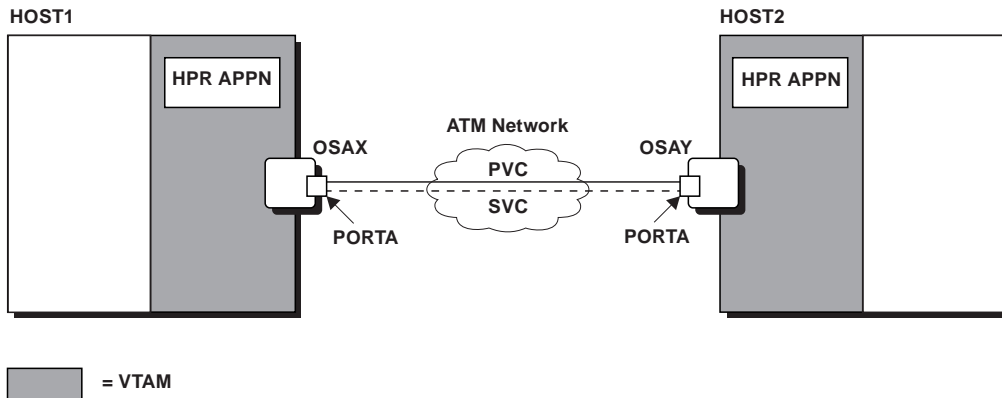 HOST1
HOST2
HPR APPN
HPR APPN
ATM Network
OSAX
OSAY
PVC
SVC
PORTA
PORTA
= VTAM